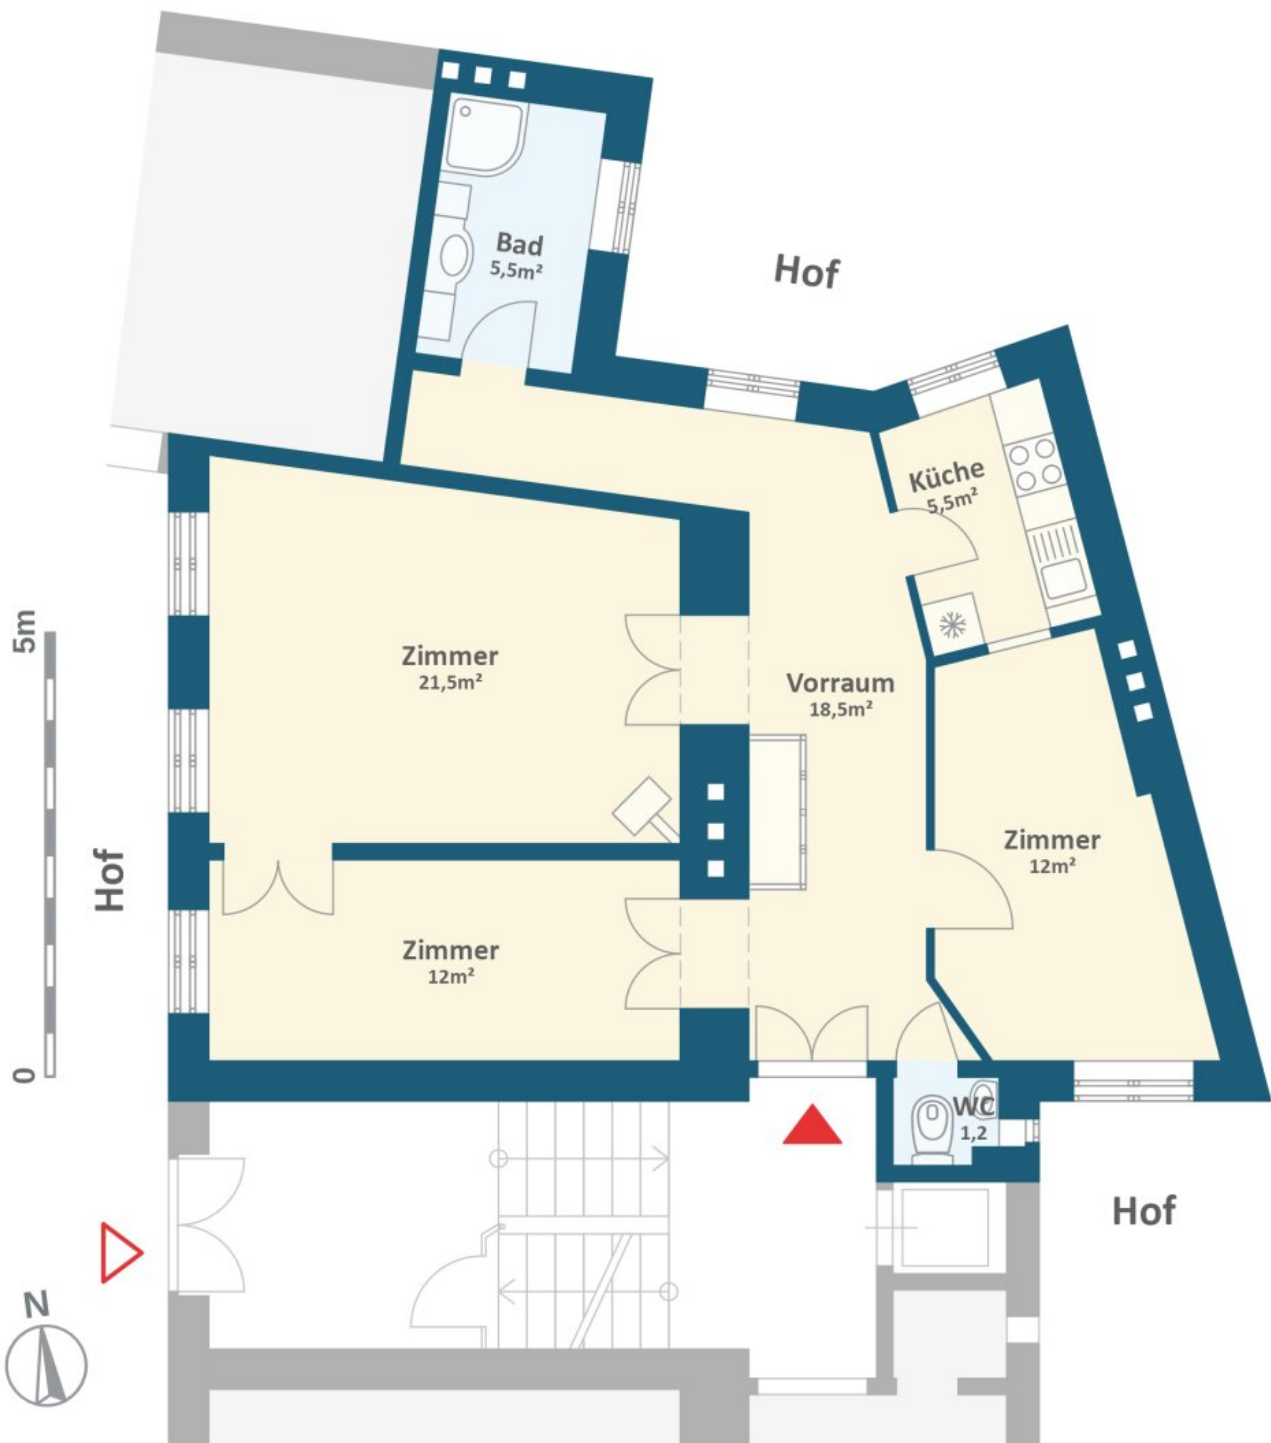 Bad
5,5m²
Hof
Küche
5,5m²
5m
Zimmer
21,5m²
Vorraum
18,5m²
Zimmer
12m²
Hof
Zimmer
12m²
0
WC
1,2
Hof
N